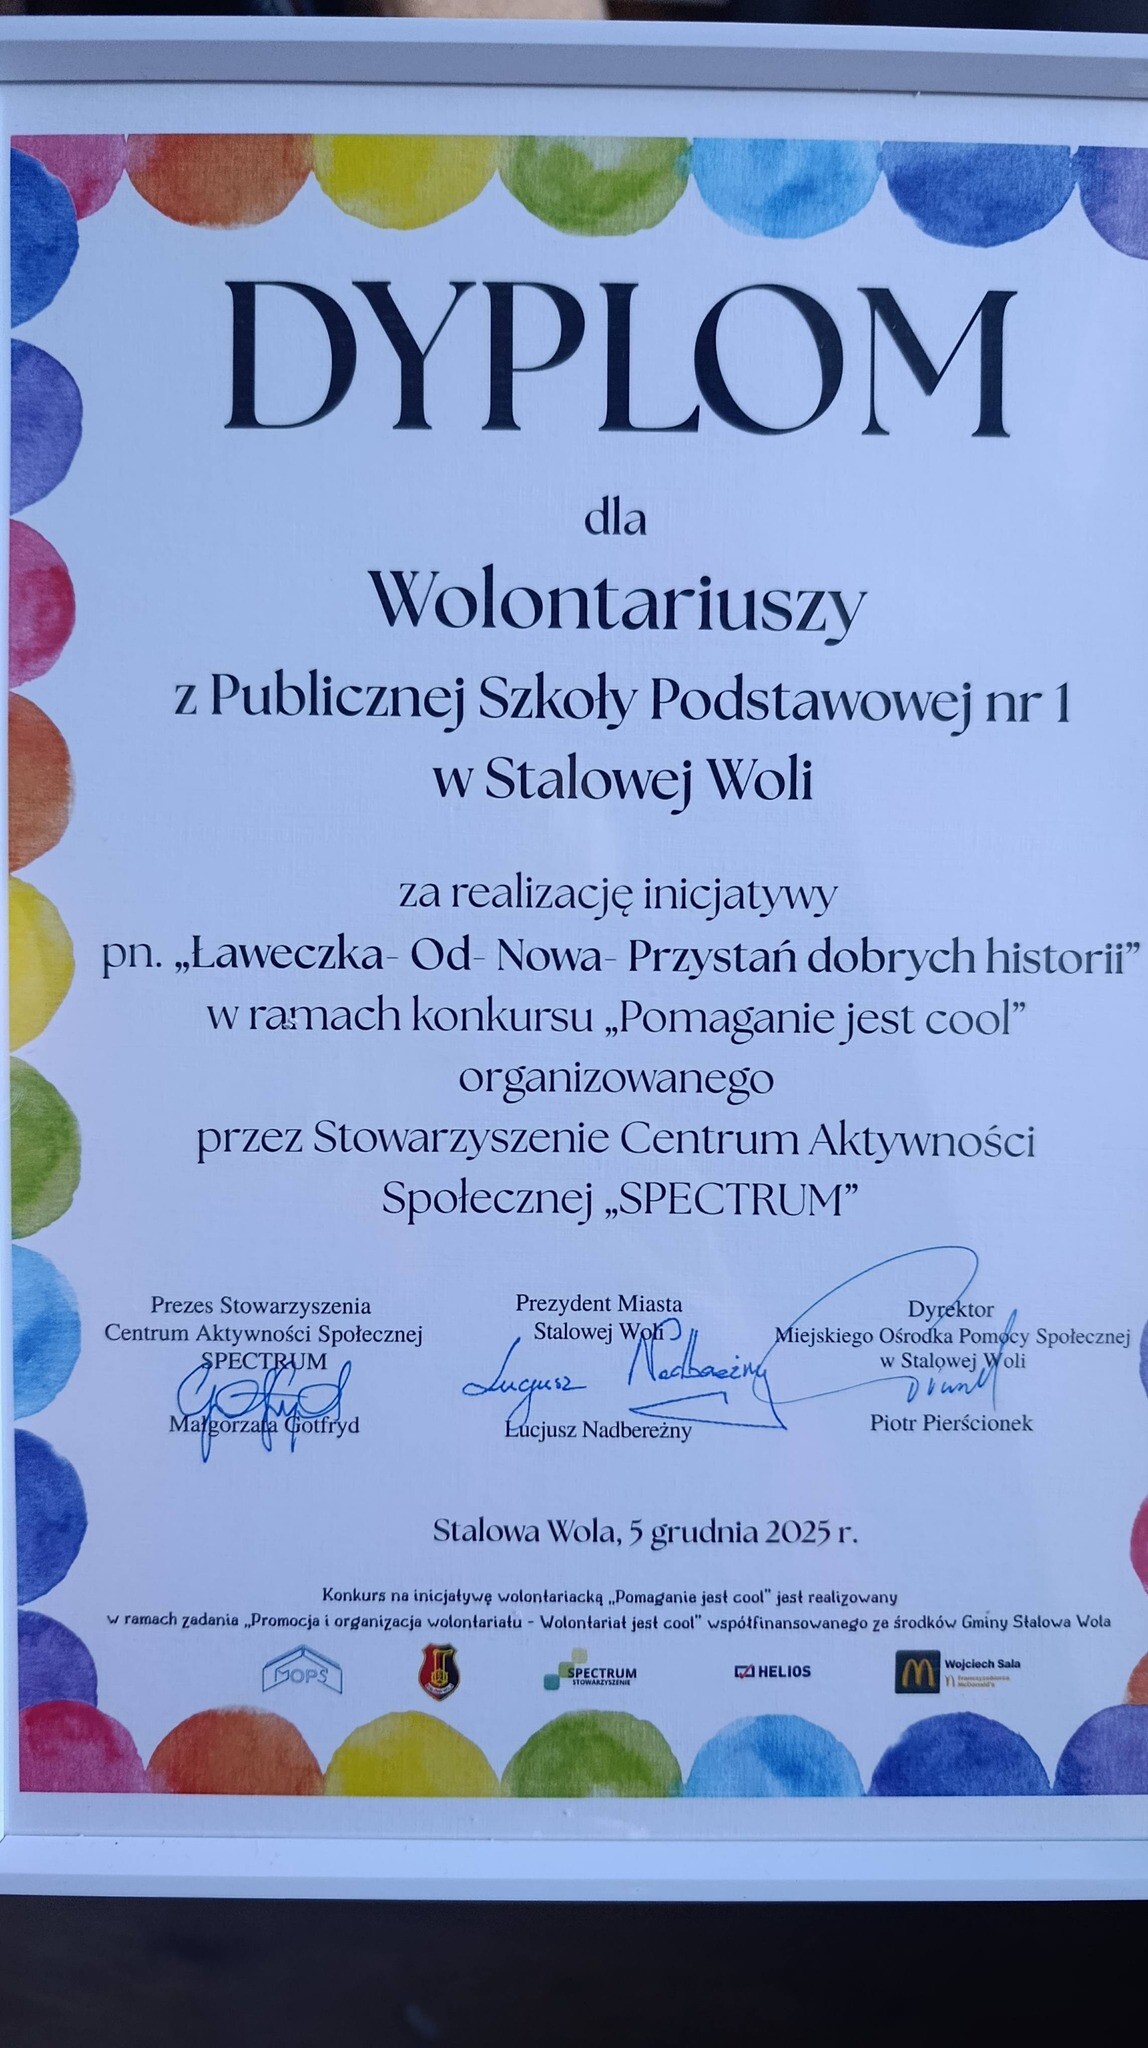 DYPLOM
dla
Wolontariuszy
z Publicznej Szkoły Podstawowej nr 1
w Stalowej Woli
za realizację inicjatywy
pn. „Ławeczka- Od- Nowa- Przystań dobrych historii”
w ramach konkursu „Pomaganie jest cool”
organizowanego
przez Stowarzyszenie Centrum Aktywności
Społecznej „SPECTRUM”
Prezes Stowarzyszenia
Centrum Aktywności Społecznej
SPECTRUM
Małgorzata Gotfryd
Prezydent Miasta
Stalowej Woli
Lucjusz Nadbereżny
Lucjusz Nadbereżny
Dyrektor
Miejskiego Ośrodka Pomocy Społecznej
w Stalowej Woli
Piotr Pierścionek
Stalowa Wola, 5 grudnia 2025 r.
Konkurs na inicjatywę wolontariacką „Pomaganie jest cool” jest realizowany
w ramach zadania „Promocja i organizacja wolontariatu - Wolontariat jest cool” współfinansowanego ze środków Gminy Stalowa Wola
MOPS
SPECTRUM
STOWARZYSZENIE
HELIOS
Wojciech Sala
Franczyzobiorca
McDonald's